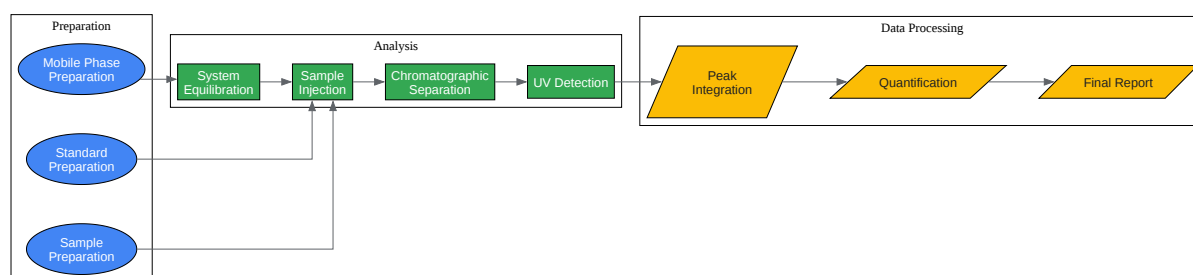 Preparation
Mobile Phase
Preparation
Standard
Preparation
Sample
Preparation
Analysis
System
Equilibration
Sample
Injection
Chromatographic
Separation
UV Detection
Data Processing
Peak
Integration
Quantification
Final Report